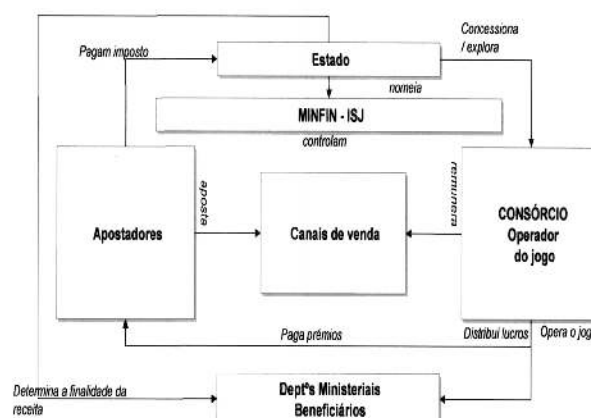 Pagam imposto
Estado
Concessiona
/ explora
nomeia
MINFIN - ISJ
controlam
Apostadores
aposta
Canais de venda
remunera
CONSÓRCIO
Operador
do jogo
Paga prémios
Distribui lucros
Opera o jog
Determina a finalidade da
receita
Deptºs Ministeriais
Beneficiários